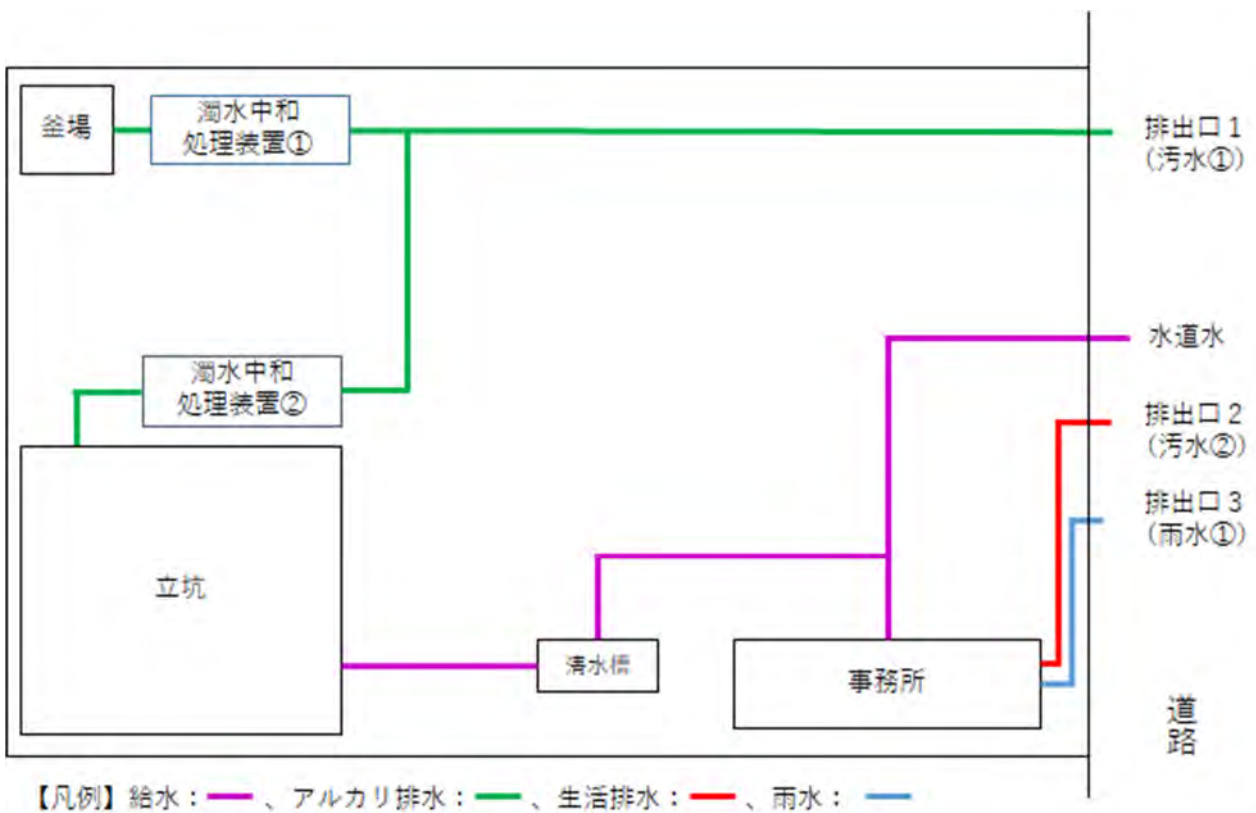 釜場
濁水中和
処理装置①
排出口1
(汚水①)
水道水
濁水中和
処理装置②
排出口2
(汚水②)
排出口3
(雨水①)
立坑
清水槽
事務所
道
路
【凡例】給水:、アルカリ排水:、生活排水:、雨水: